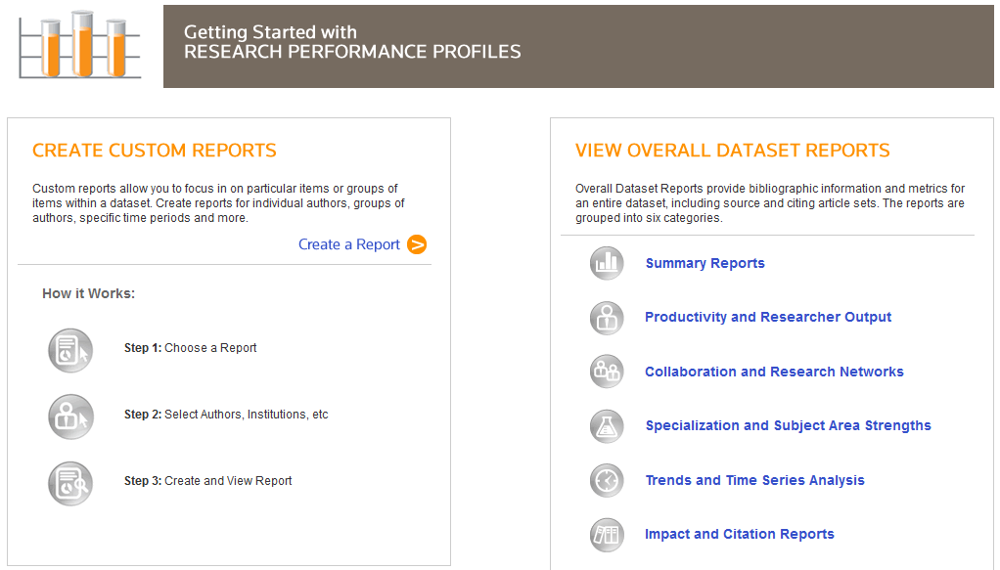 Getting Started with
RESEARCH PERFORMANCE PROFILES
CREATE CUSTOM REPORTS
Custom reports allow you to focus in on particular items or groups of
items within a dataset. Create reports for individual authors, groups of
authors, specific time periods and more.
Create a Report >
How it Works:
Step 1: Choose a Report
Step 2: Select Authors, Institutions, etc
Step 3: Create and View Report
VIEW OVERALL DATASET REPORTS
Overall Dataset Reports provide bibliographic information and metrics for
an entire dataset, including source and citing article sets. The reports are
grouped into six categories.
Summary Reports
Productivity and Researcher Output
Collaboration and Research Networks
Specialization and Subject Area Strengths
Trends and Time Series Analysis
Impact and Citation Reports